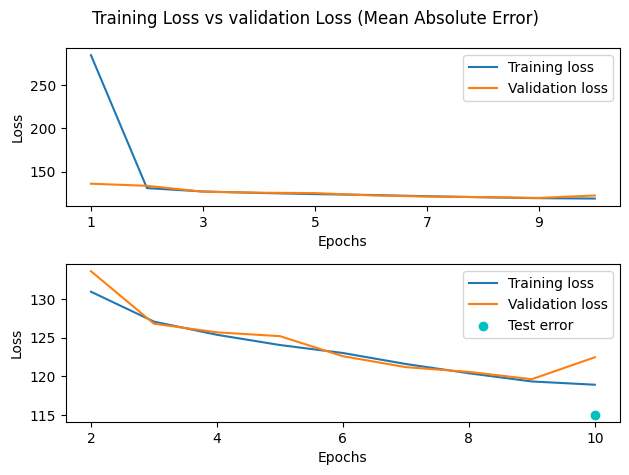 Training Loss vs validation Loss (Mean Absolute Error)
250
200
150
Loss
Training loss
Validation loss
1 3 5 7 9
Epochs
130
125
120
115
Loss
Training loss
Validation loss
Test error
2 4 6 8 10
Epochs